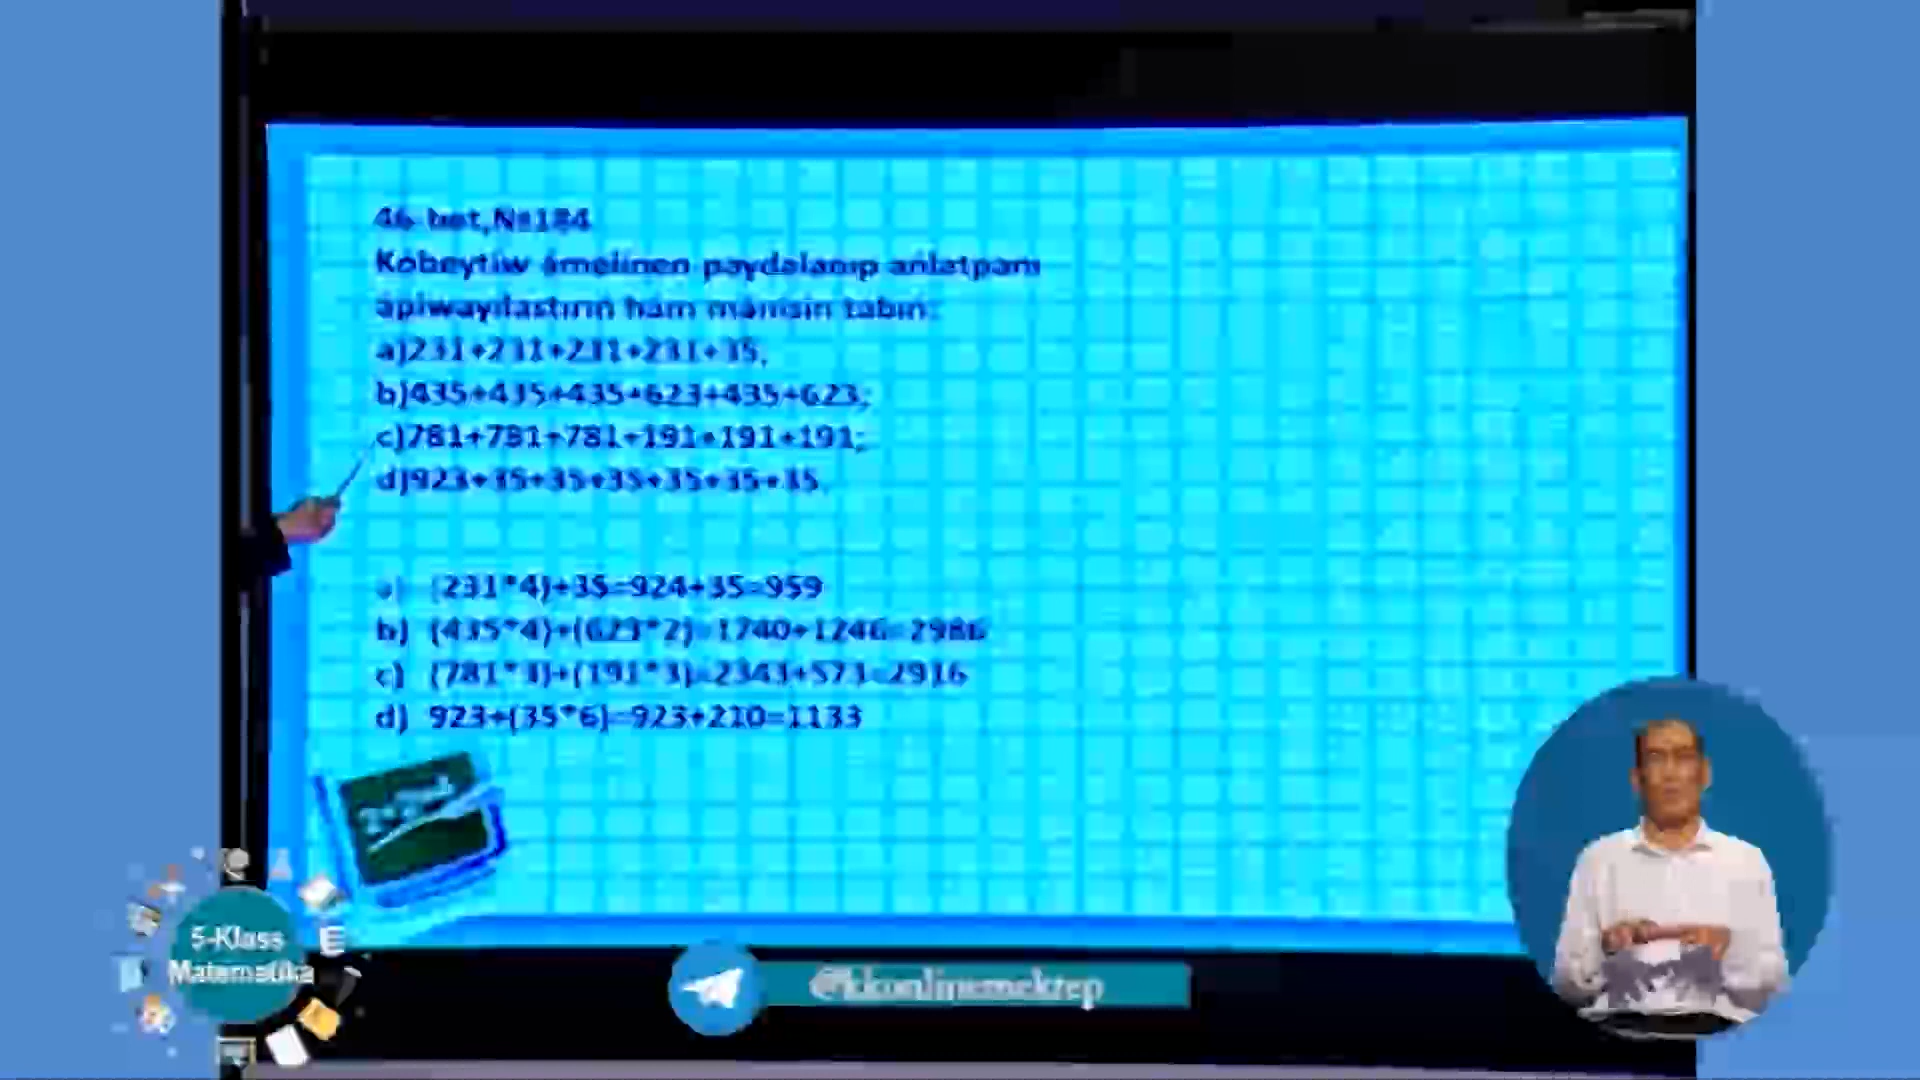 46-bet,№184
Kobeytiw ámelinen paydalanıp ańlatpanı
ápiwayılastırıń hám mánisin tabıń:
a)231+231+231+231+35,
b)435+435+435+623+435+623;
c)781+781+781+191+191+191;
d)923+35+35+35+35+35+35.
a) (231*4)+35=924+35=959
b) (435*4)+(623*2)=1740+1246=2986
c) (781*3)+(191*3)=2343+573=2916
d) 923+(35*6)=923+210=1133
5-Klass
Matematika
@kkonlinemektep